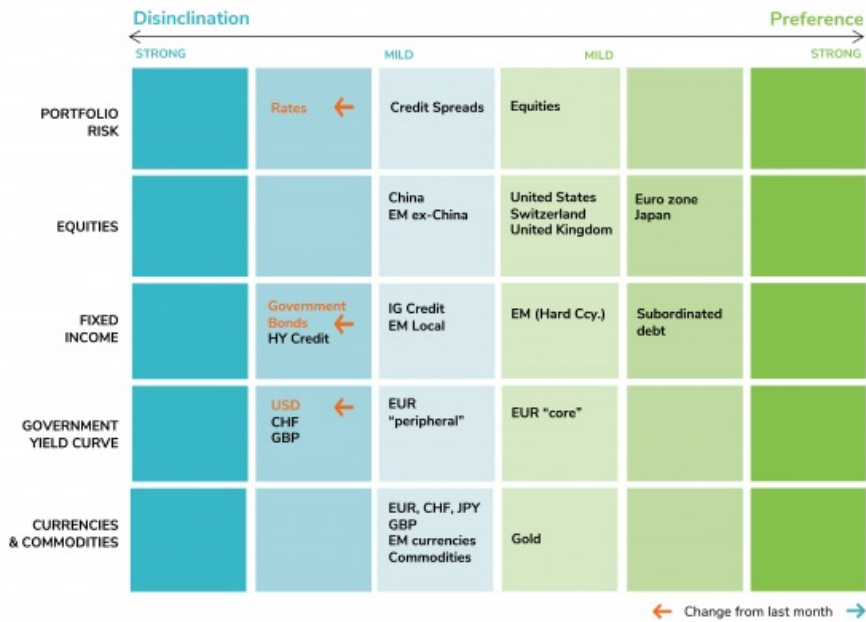 Disinclination
Preference
STRONG
MILD
MILD
STRONG
PORTFOLIO
RISK
Rates
Credit Spreads
Equities
EQUITIES
China
EM ex-China
United States
Switzerland
United Kingdom
Euro zone
Japan
FIXED
INCOME
Government
Bonds
HY Credit
IG Credit
EM Local
EM (Hard Ccy.)
Subordinated
debt
GOVERNMENT
YIELD CURVE
USD
CHF
GBP
EUR
“peripheral”
EUR “core”
CURRENCIES
& COMMODITIES
EUR, CHF, JPY
GBP
EM currencies
Commodities
Gold
← Change from last month →